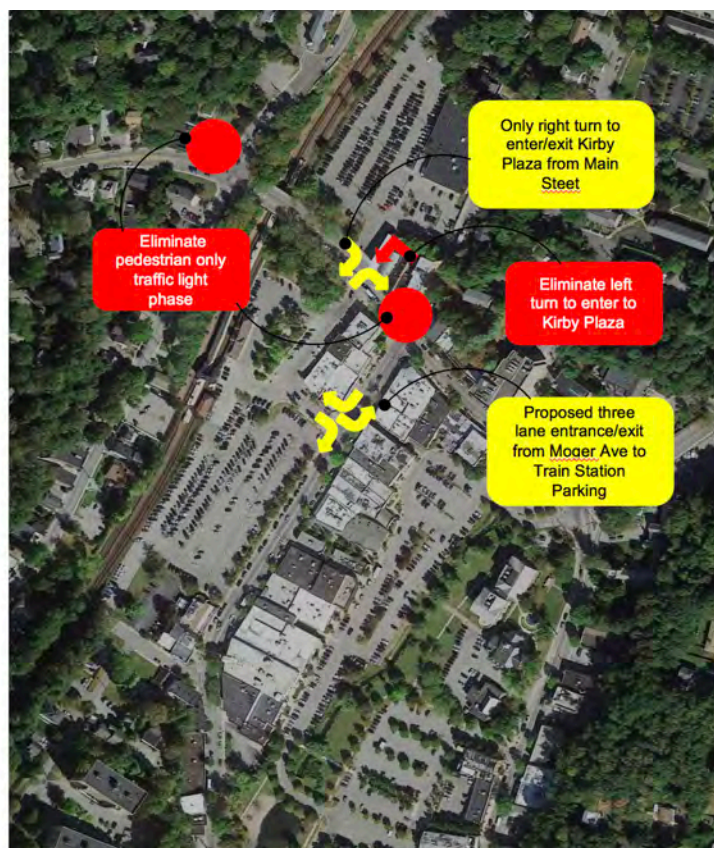 Only right turn to
enter/exit Kirby
Plaza from Main
Steet
Eliminate
pedestrian only
traffic light
phase
Eliminate left
turn to enter to
Kirby Plaza
Proposed three
lane entrance/exit
from Moger Ave to
Train Station
Parking